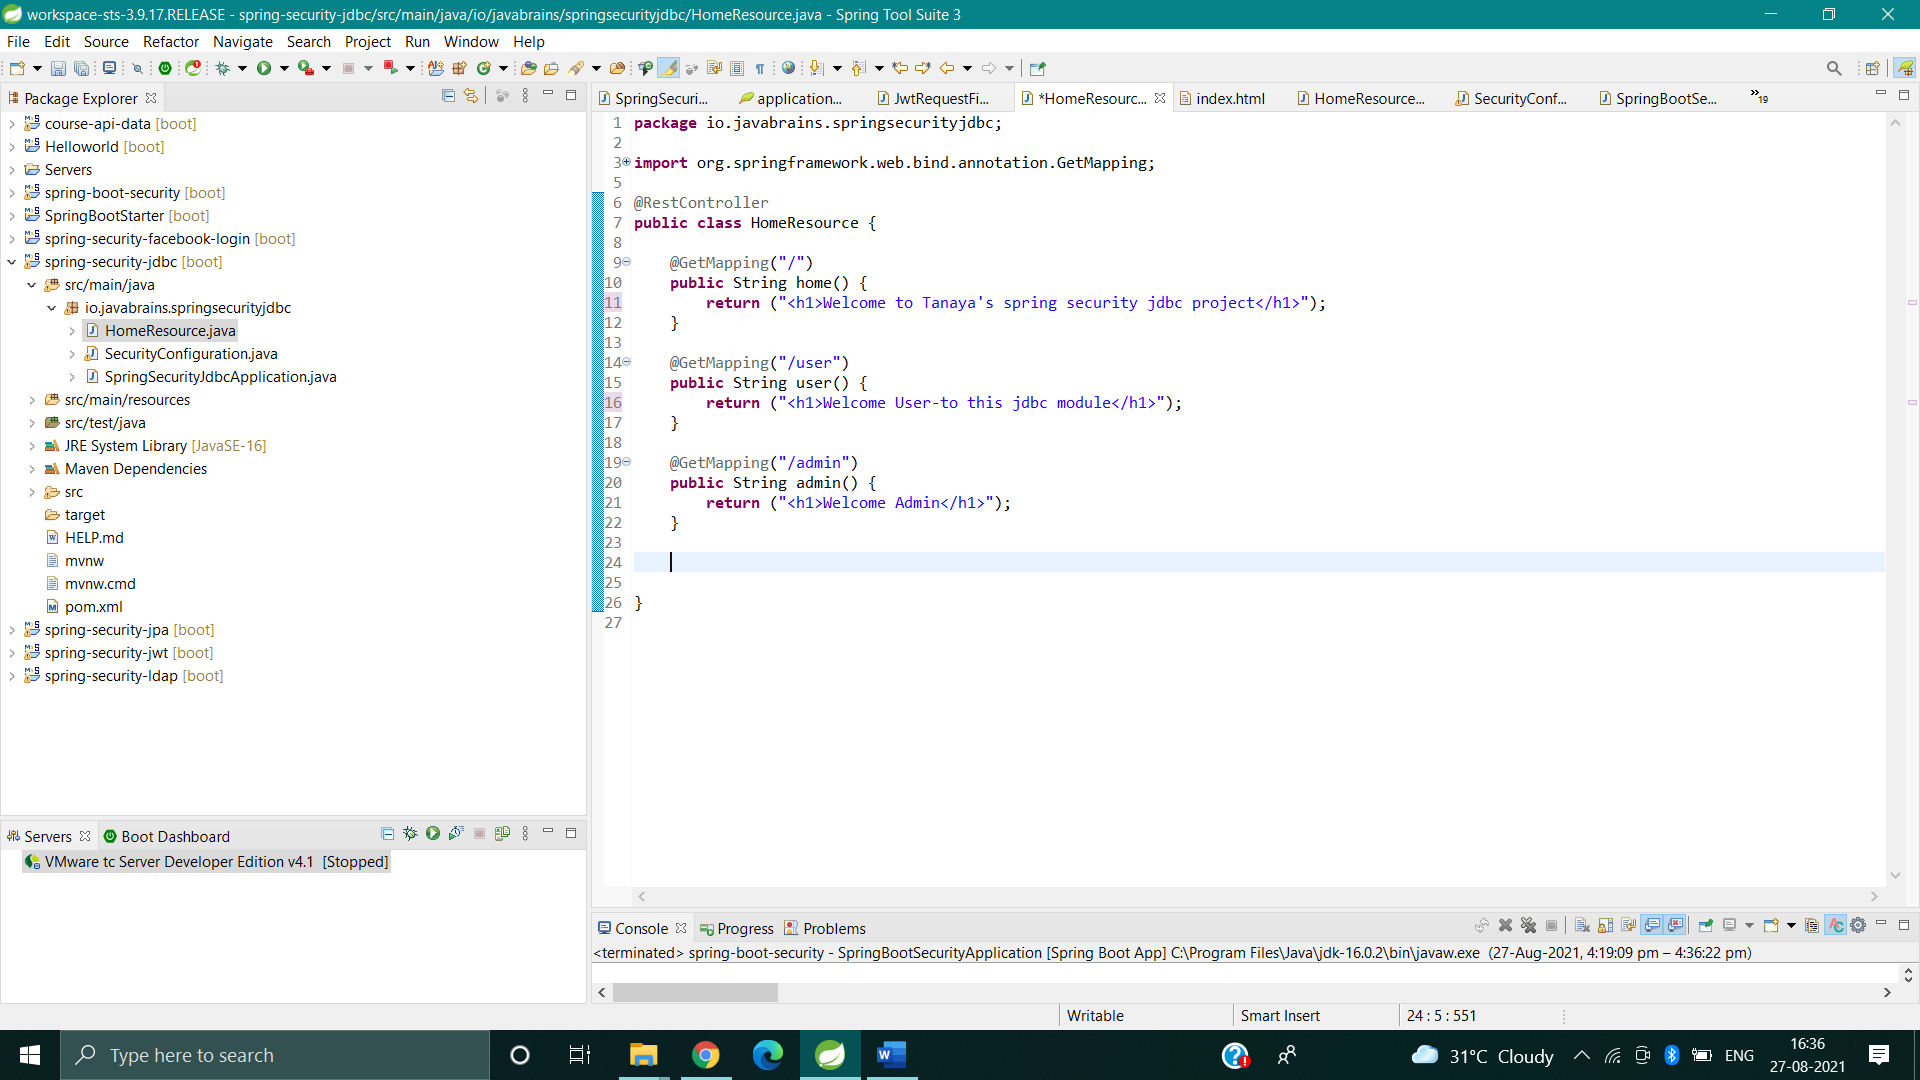 workspace-sts-3.9.17.RELEASE - spring-security-jdbc/src/main/java/io/javabrains/springsecurityjdbc/HomeResource.java - Spring Tool Suite 3
File Edit Source Refactor Navigate Search Project Run Window Help
Package Explorer
course-api-data [boot]
Helloworld [boot]
Servers
spring-boot-security [boot]
SpringBootStarter [boot]
spring-security-facebook-login [boot]
spring-security-jdbc [boot]
src/main/java
io.javabrains.springsecurityjdbc
HomeResource.java
SecurityConfiguration.java
SpringSecurityJdbcApplication.java
src/main/resources
src/test/java
JRE System Library [JavaSE-16]
Maven Dependencies
src
target
HELP.md
mvnw
mvnw.cmd
pom.xml
spring-security-jpa [boot]
spring-security-jwt [boot]
spring-security-ldap [boot]
Servers Boot Dashboard
VMware tc Server Developer Edition v4.1 [Stopped]
SpringSecuri... application... JwtRequestFi... *HomeResourc... index.html HomeResource... SecurityConf... SpringBootSe... »19
1 package io.javabrains.springsecurityjdbc;
2
3 import org.springframework.web.bind.annotation.GetMapping;
5
6 @RestController
7 public class HomeResource {
8
9 @GetMapping("/")
10 public String home() {
11 return ("<h1>Welcome to Tanaya's spring security jdbc project</h1>");
12 }
13
14 @GetMapping("/user")
15 public String user() {
16 return ("<h1>Welcome User-to this jdbc module</h1>");
17 }
18
19 @GetMapping("/admin")
20 public String admin() {
21 return ("<h1>Welcome Admin</h1>");
22 }
23
24
25
26 }
27
Console Progress Problems
<terminated> spring-boot-security - SpringBootSecurityApplication [Spring Boot App] C:\Program Files\Java\jdk-16.0.2\bin\javaw.exe (27-Aug-2021, 4:19:09 pm – 4:36:22 pm)
Writable Smart Insert 24 : 5 : 551
Type here to search
31°C Cloudy ENG 16:36
27-08-2021